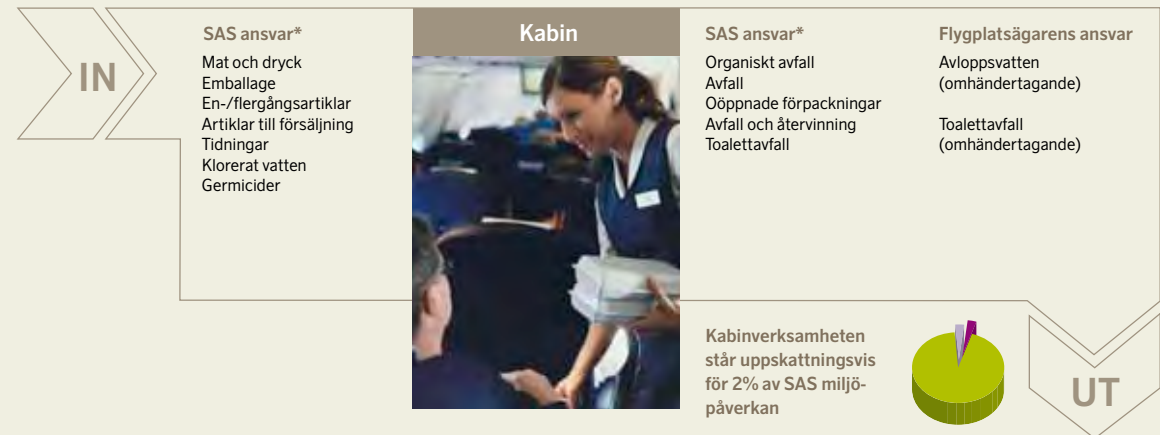 IN
SAS ansvar*
Mat och dryck
Emballage
En-/flergångsartiklar
Artiklar till försäljning
Tidningar
Klorerat vatten
Germicider
Kabin
SAS ansvar*
Organiskt avfall
Avfall
Oöppnade förpackningar
Avfall och återvinning
Toalettavfall
Flygplatsägarens ansvar
Avloppsvatten
(omhändertagande)
Toalettavfall
(omhändertagande)
Kabinverksamheten
står uppskattningsvis
för 2% av SAS miljö-
påverkan
UT